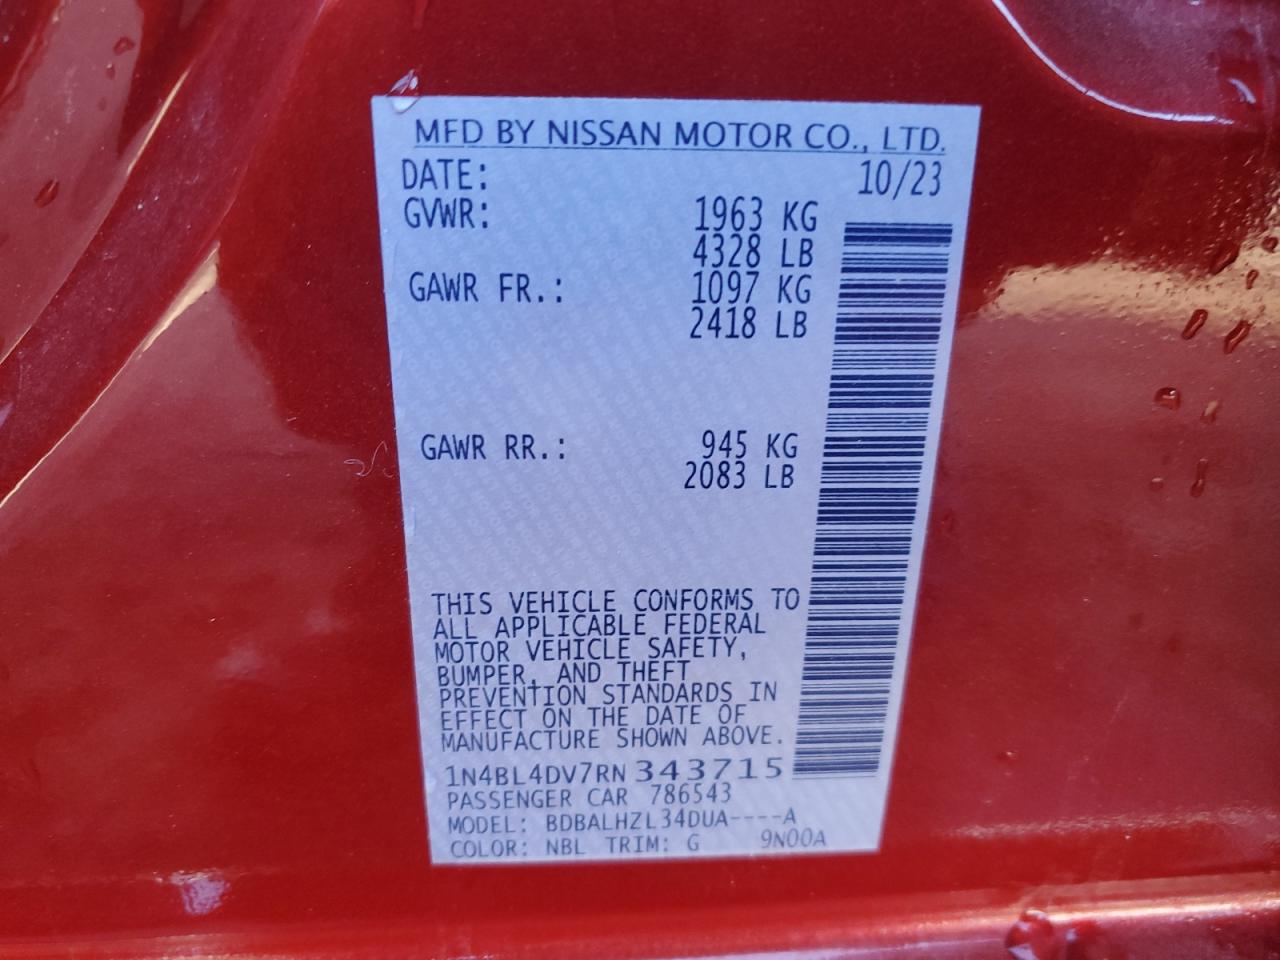 MFD BY NISSAN MOTOR CO., LTD.
DATE: 10/23
GVWR: 1963 KG
4328 LB
GAWR FR.: 1097 KG
2418 LB
GAWR RR.: 945 KG
2083 LB
THIS VEHICLE CONFORMS TO
ALL APPLICABLE FEDERAL
MOTOR VEHICLE SAFETY,
BUMPER, AND THEFT
PREVENTION STANDARDS IN
EFFECT ON THE DATE OF
MANUFACTURE SHOWN ABOVE.
1N4BL4DV7RN343715
PASSENGER CAR 786543
MODEL: BDBALHZL34DUA----A
COLOR: NBL TRIM: G 9N00A